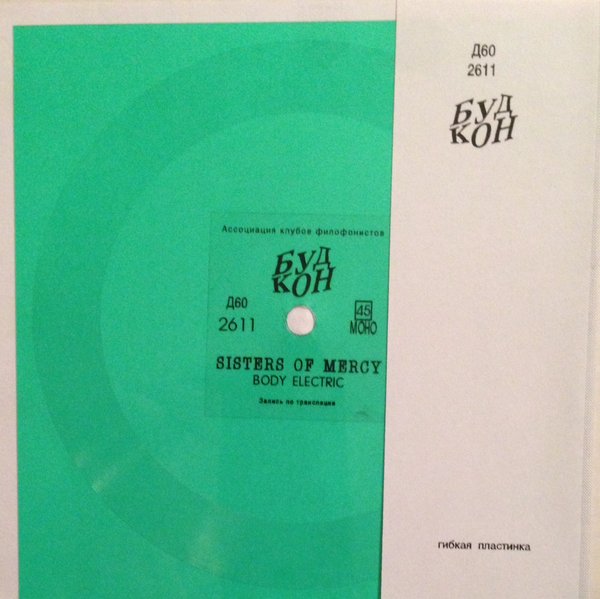 Ассоциация клубов филофонистов
БУД
КОН
Д60
2611
45
МОНО
SISTERS OF MERCY
BODY ELECTRIC
Запись по трансляции
Д60
2611
БУД
КОН
гибкая пластинка